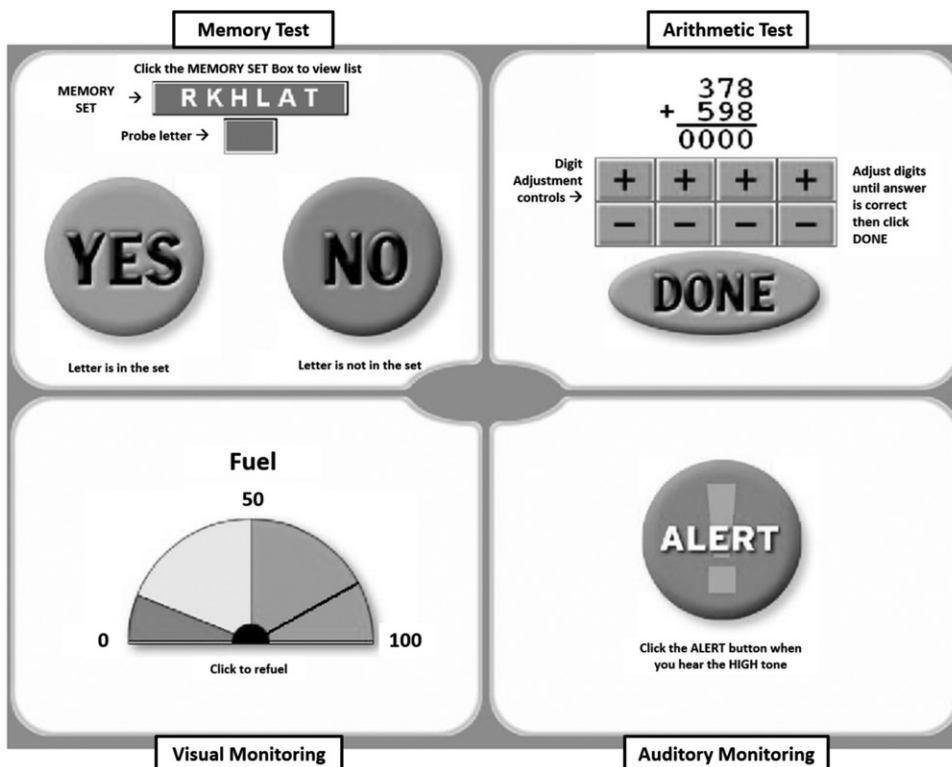 Memory Test
Click the MEMORY SET Box to view list
MEMORY
SET →
R K H L A T
Probe letter →
YES
NO
Letter is in the set
Letter is not in the set
Arithmetic Test
378
+ 598
0000
Digit
Adjustment
controls →
+ + + +
− − − −
Adjust digits
until answer
is correct
then click
DONE
DONE
Fuel
50
0
100
Click to refuel
Visual Monitoring
!
ALERT
Click the ALERT button when
you hear the HIGH tone
Auditory Monitoring